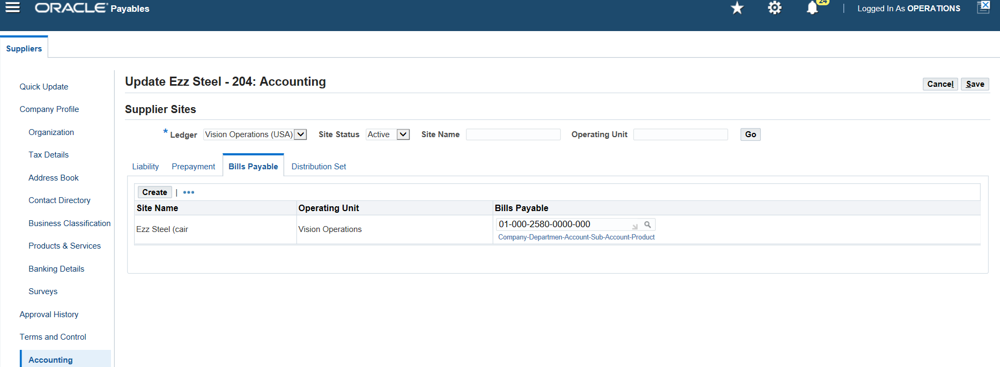 ORACLE Payables
24
Logged In As OPERATIONS
Suppliers
Quick Update
Company Profile
Organization
Tax Details
Address Book
Contact Directory
Business Classification
Products & Services
Banking Details
Surveys
Approval History
Terms and Control
Accounting
Update Ezz Steel - 204: Accounting
Cancel Save
Supplier Sites
* Ledger Vision Operations (USA) Site Status Active Site Name Operating Unit Go
Liability Prepayment Bills Payable Distribution Set
Create | •••
Site Name Operating Unit Bills Payable
Ezz Steel (cair Vision Operations 01-000-2580-0000-000
Company-Departmen-Account-Sub-Account-Product